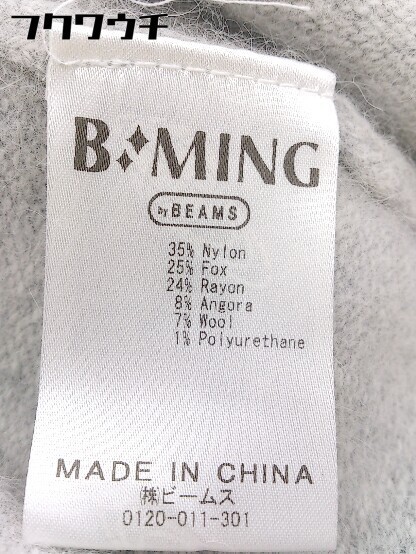 フクワウチ
B MING
by BEAMS
35% Nylon
25% Fox
24% Rayon
8% Angora
7% Wool
1% Polyurethane
MADE IN CHINA
㈱ビームス
0120-011-301